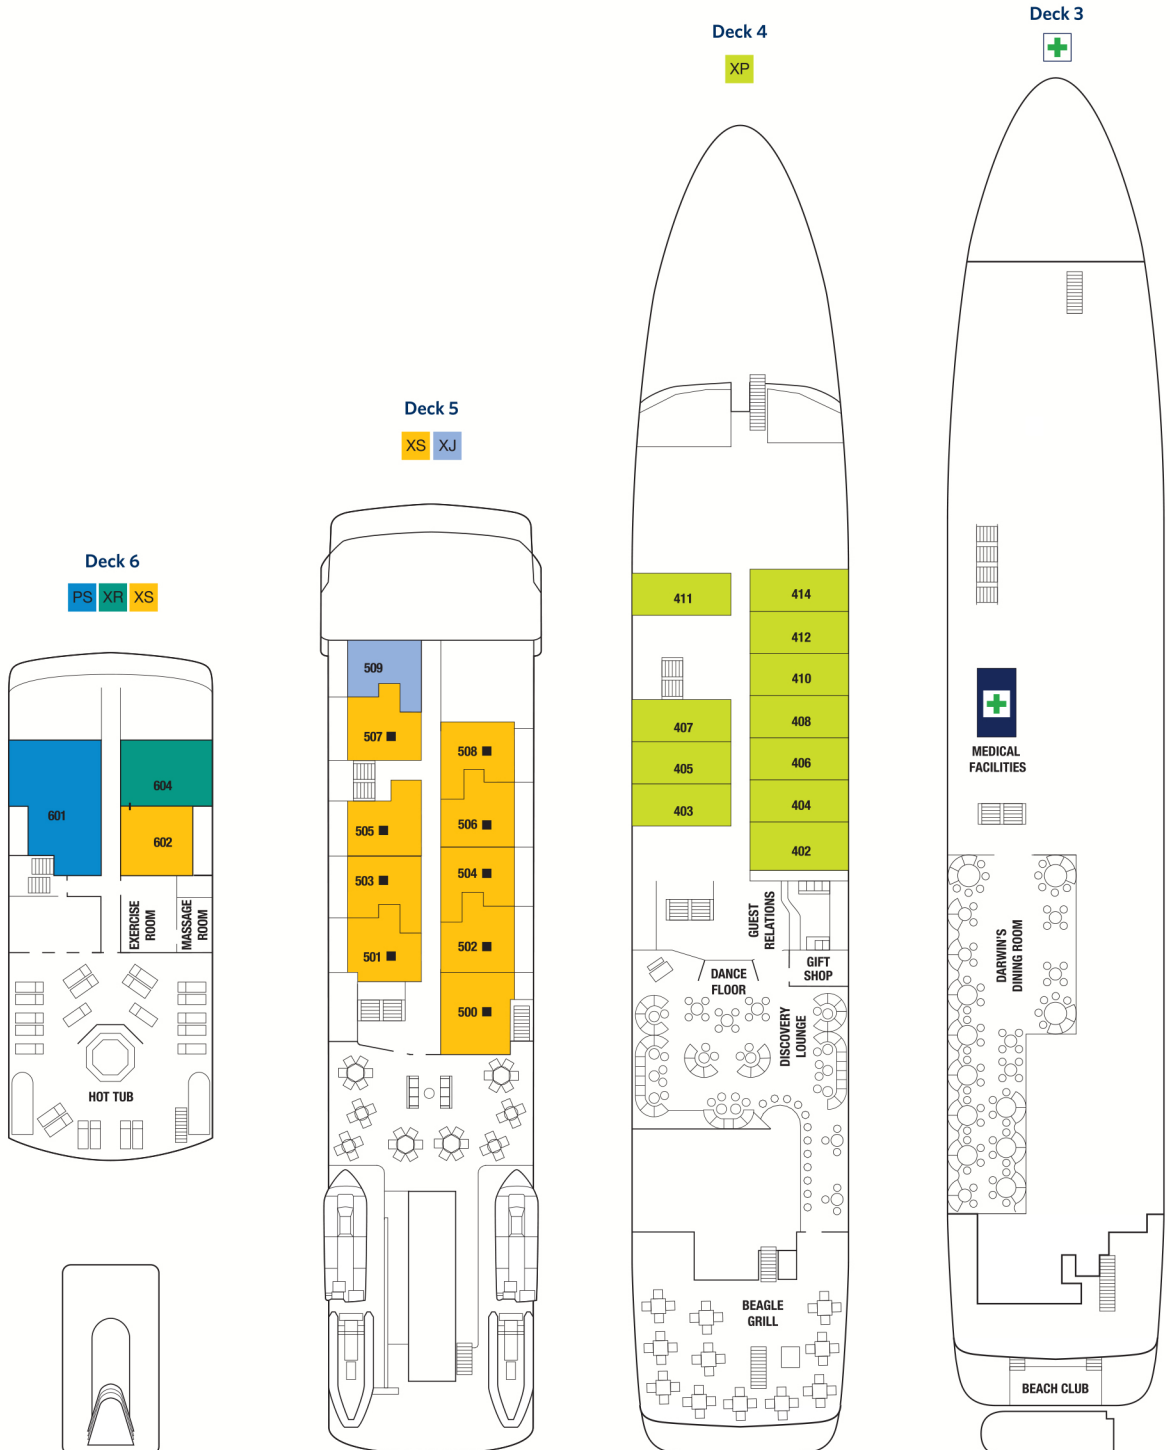 Deck 6
PS XR XS
601
604
602
EXERCISE
ROOM
MASSAGE
ROOM
HOT TUB
Deck 5
XS XJ
509
507
508
505
506
503
504
501
502
500
Deck 4
XP
411
414
412
410
407
408
405
406
403
404
402
GUEST
RELATIONS
GIFT
SHOP
DANCE
FLOOR
DISCOVERY
LOUNGE
BEAGLE
GRILL
Deck 3
MEDICAL
FACILITIES
DARWIN'S
DINING ROOM
BEACH CLUB